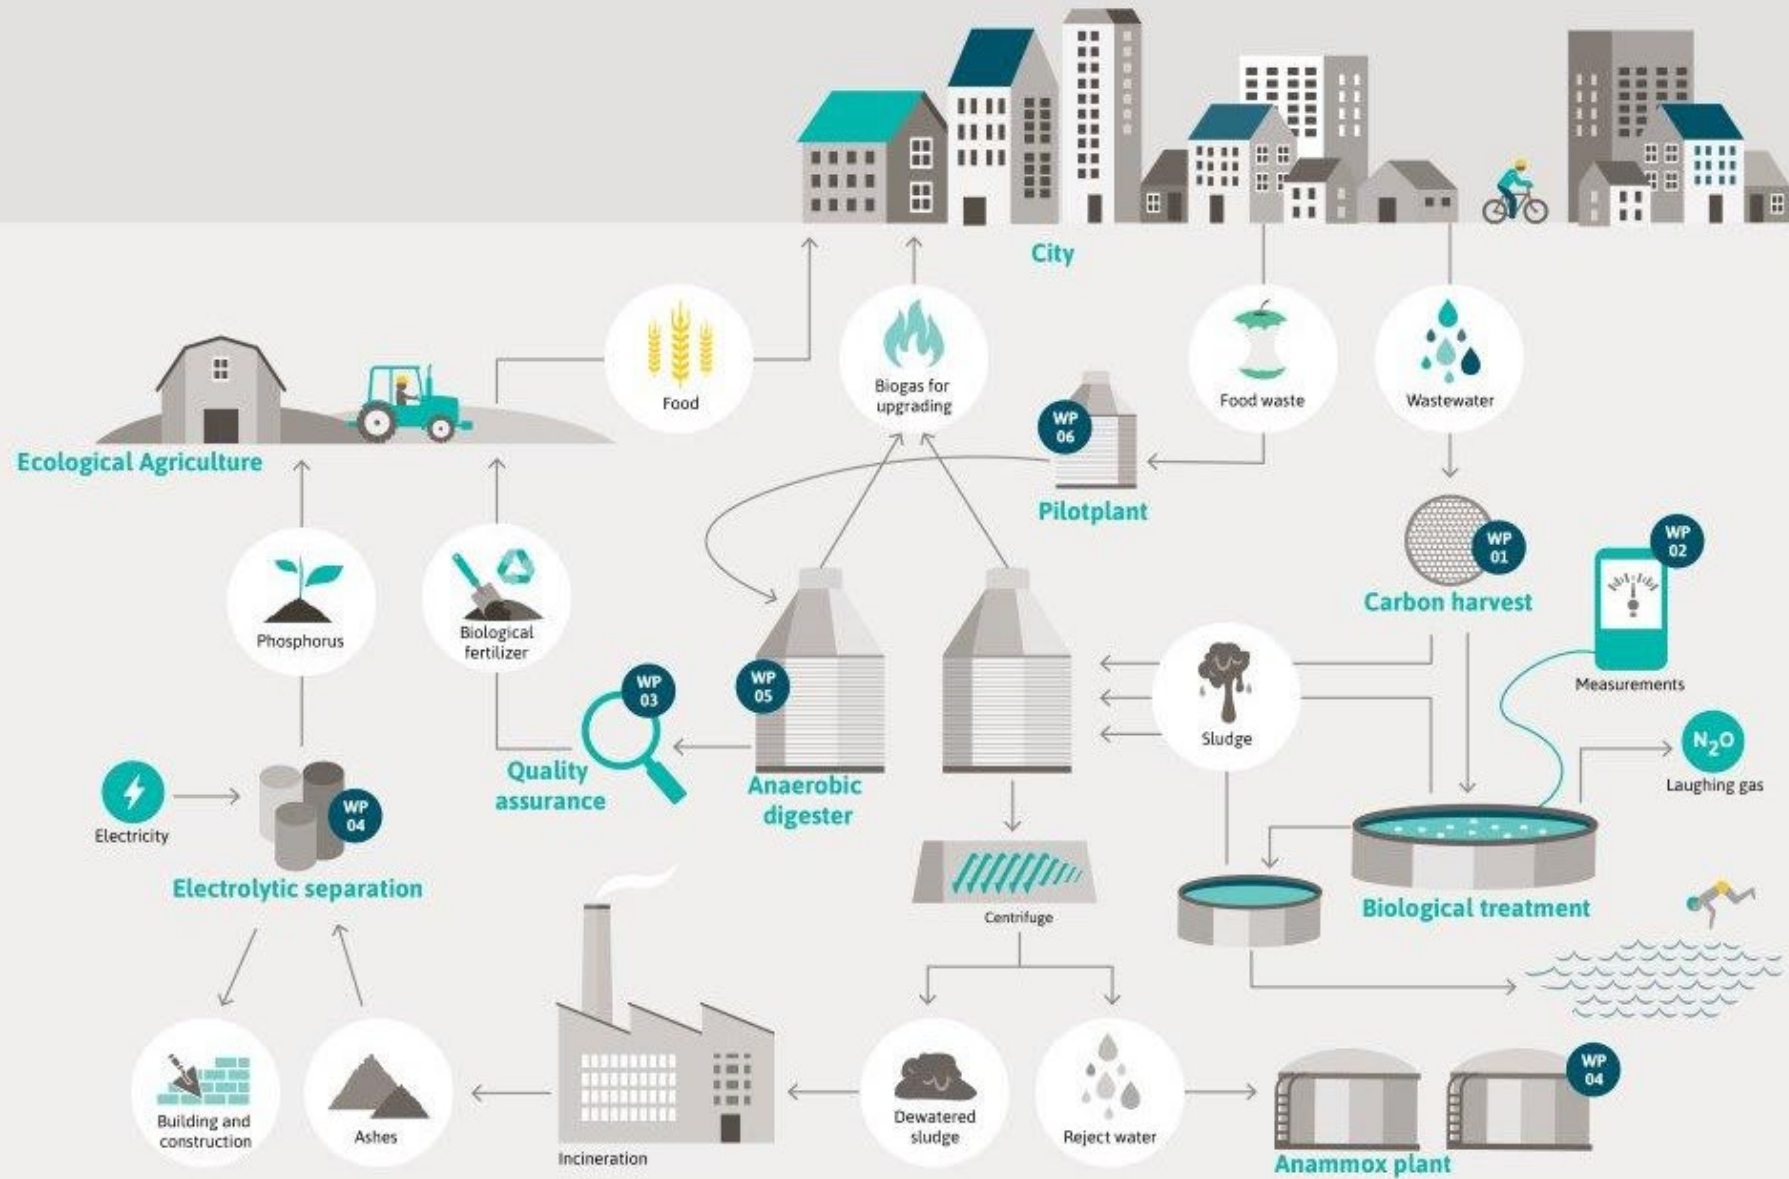 City
Food
Biogas for
upgrading
Food waste
Wastewater
WP
06
Pilotplant
Ecological Agriculture
WP
01
Carbon harvest
WP
02
Measurements
Phosphorus
Biological
fertilizer
WP
03
Quality
assurance
WP
05
Anaerobic
digester
Sludge
N₂O
Laughing gas
Electricity
WP
04
Electrolytic separation
Centrifuge
Biological treatment
Building and
construction
Ashes
Incineration
Dewatered
sludge
Reject water
WP
04
Anammox plant